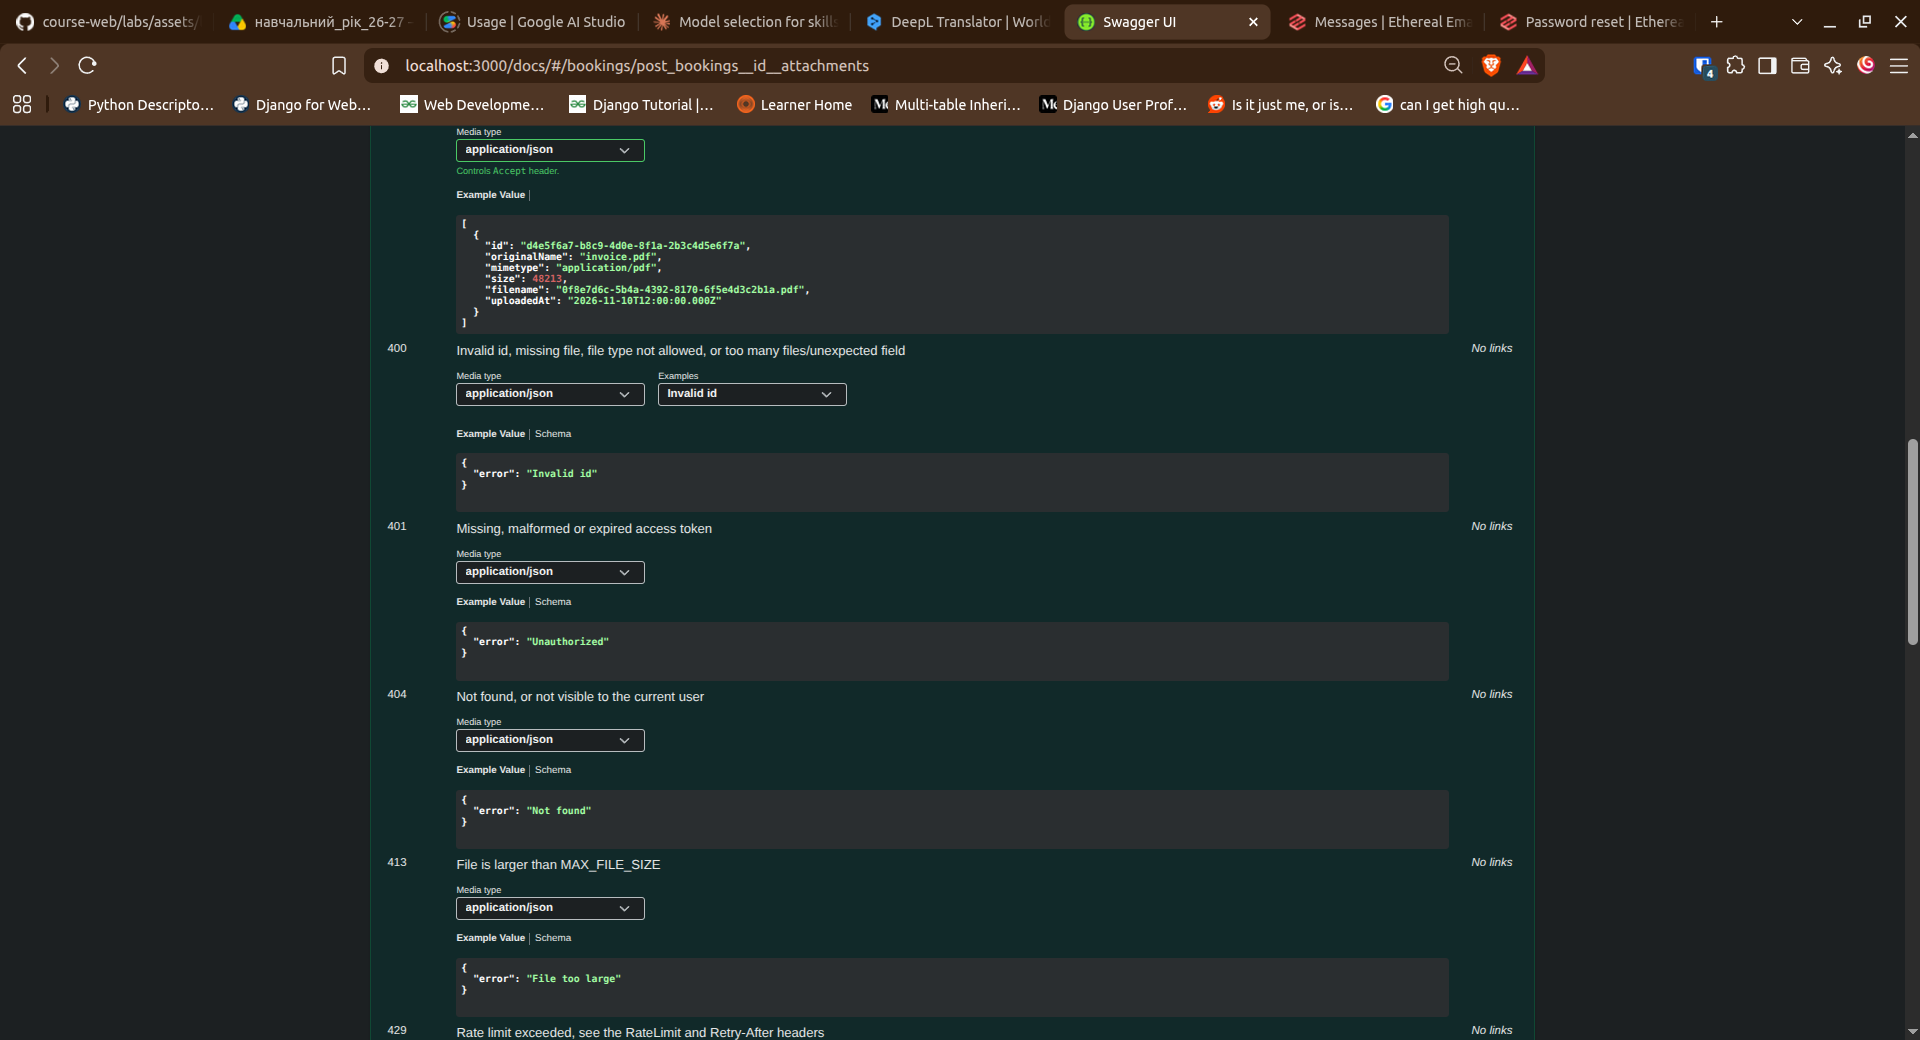 course-web/labs/assets/
навчальний_рік_26-27 -
Usage | Google AI Studio
Model selection for skills
DeepL Translator | World
Swagger UI
Messages | Ethereal Ema
Password reset | Etherea
localhost:3000/docs/#/bookings/post_bookings__id__attachments
4
Python Descripto...
Django for Web...
Web Developme...
Django Tutorial |...
Learner Home
Multi-table Inheri...
Django User Prof...
Is it just me, or is...
can I get high qu...
Media type
application/json
Controls Accept header.
Example Value
[
{
"id": "d4e5f6a7-b8c9-4d0e-8f1a-2b3c4d5e6f7a",
"originalName": "invoice.pdf",
"mimetype": "application/pdf",
"size": 48213,
"filename": "0f8e7d6c-5b4a-4392-8170-6f5e4d3c2b1a.pdf",
"uploadedAt": "2026-11-10T12:00:00.000Z"
}
]
400
Invalid id, missing file, file type not allowed, or too many files/unexpected field
No links
Media type
Examples
application/json
Invalid id
Example Value | Schema
{
"error": "Invalid id"
}
401
Missing, malformed or expired access token
No links
Media type
application/json
Example Value | Schema
{
"error": "Unauthorized"
}
404
Not found, or not visible to the current user
No links
Media type
application/json
Example Value | Schema
{
"error": "Not found"
}
413
File is larger than MAX_FILE_SIZE
No links
Media type
application/json
Example Value | Schema
{
"error": "File too large"
}
429
Rate limit exceeded, see the RateLimit and Retry-After headers
No links